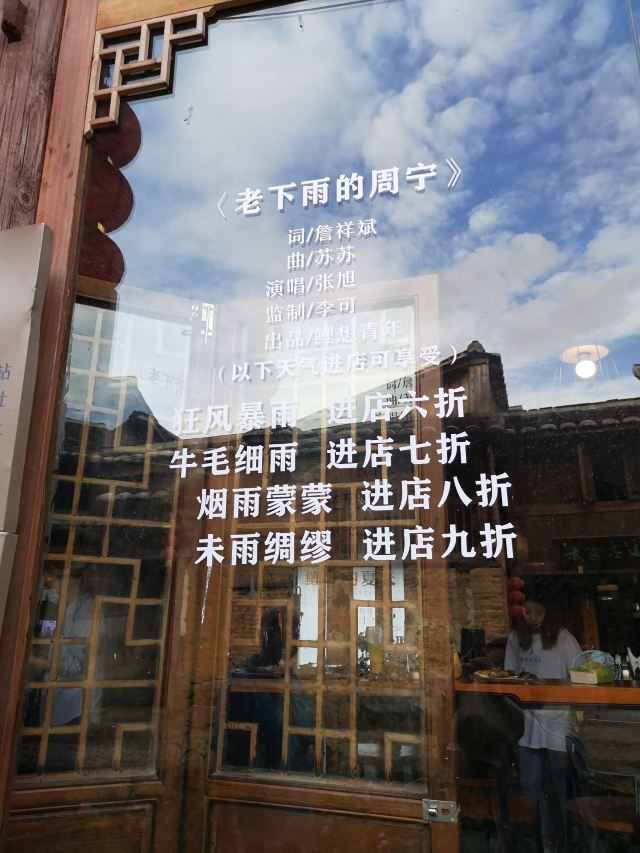 《老下雨的周宁》
词/詹祥斌
曲/苏苏
演唱/张旭
监制/李可
出品/鲤想青年
（以下天气进店可享受）
狂风暴雨 进店六折
牛毛细雨 进店七折
烟雨蒙蒙 进店八折
未雨绸缪 进店九折
站